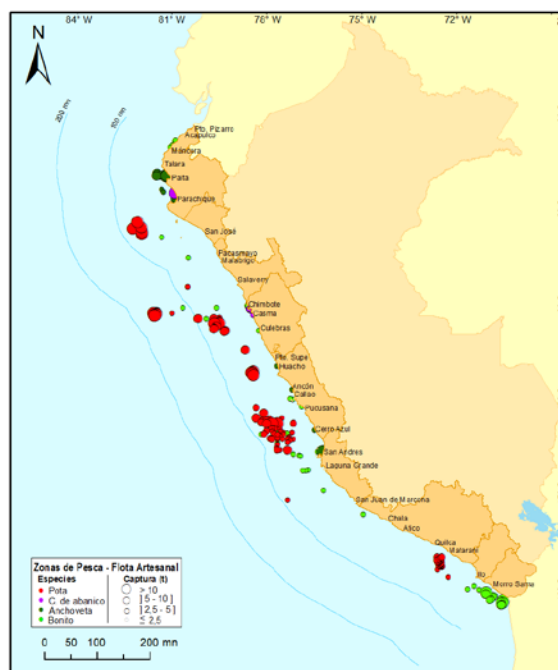 84° W
81° W
78° W
75° W
72° W
N
200 mn
100 mn
Pto. Pizarro
Acapulco
Máncora
Talara
Paita
Parachique
San José
Pacasmayo
Malabrigo
Salaverry
Chimbote
Casma
Culebras
Pto. Supe
Huacho
Ancón
Callao
Pucusana
Cerro Azul
San Andres
Laguna Grande
San Juan de Marcona
Chala
Atico
Quilca
Matarani
Ilo
Morro Sama
Zonas de Pesca - Flota Artesanal
Especies Captura (t)
Pota > 10
C. de abanico [ 5 - 10 ]
Anchoveta [ 2,5 - 5 ]
Bonito ≤ 2,5
0 50 100 200 mn